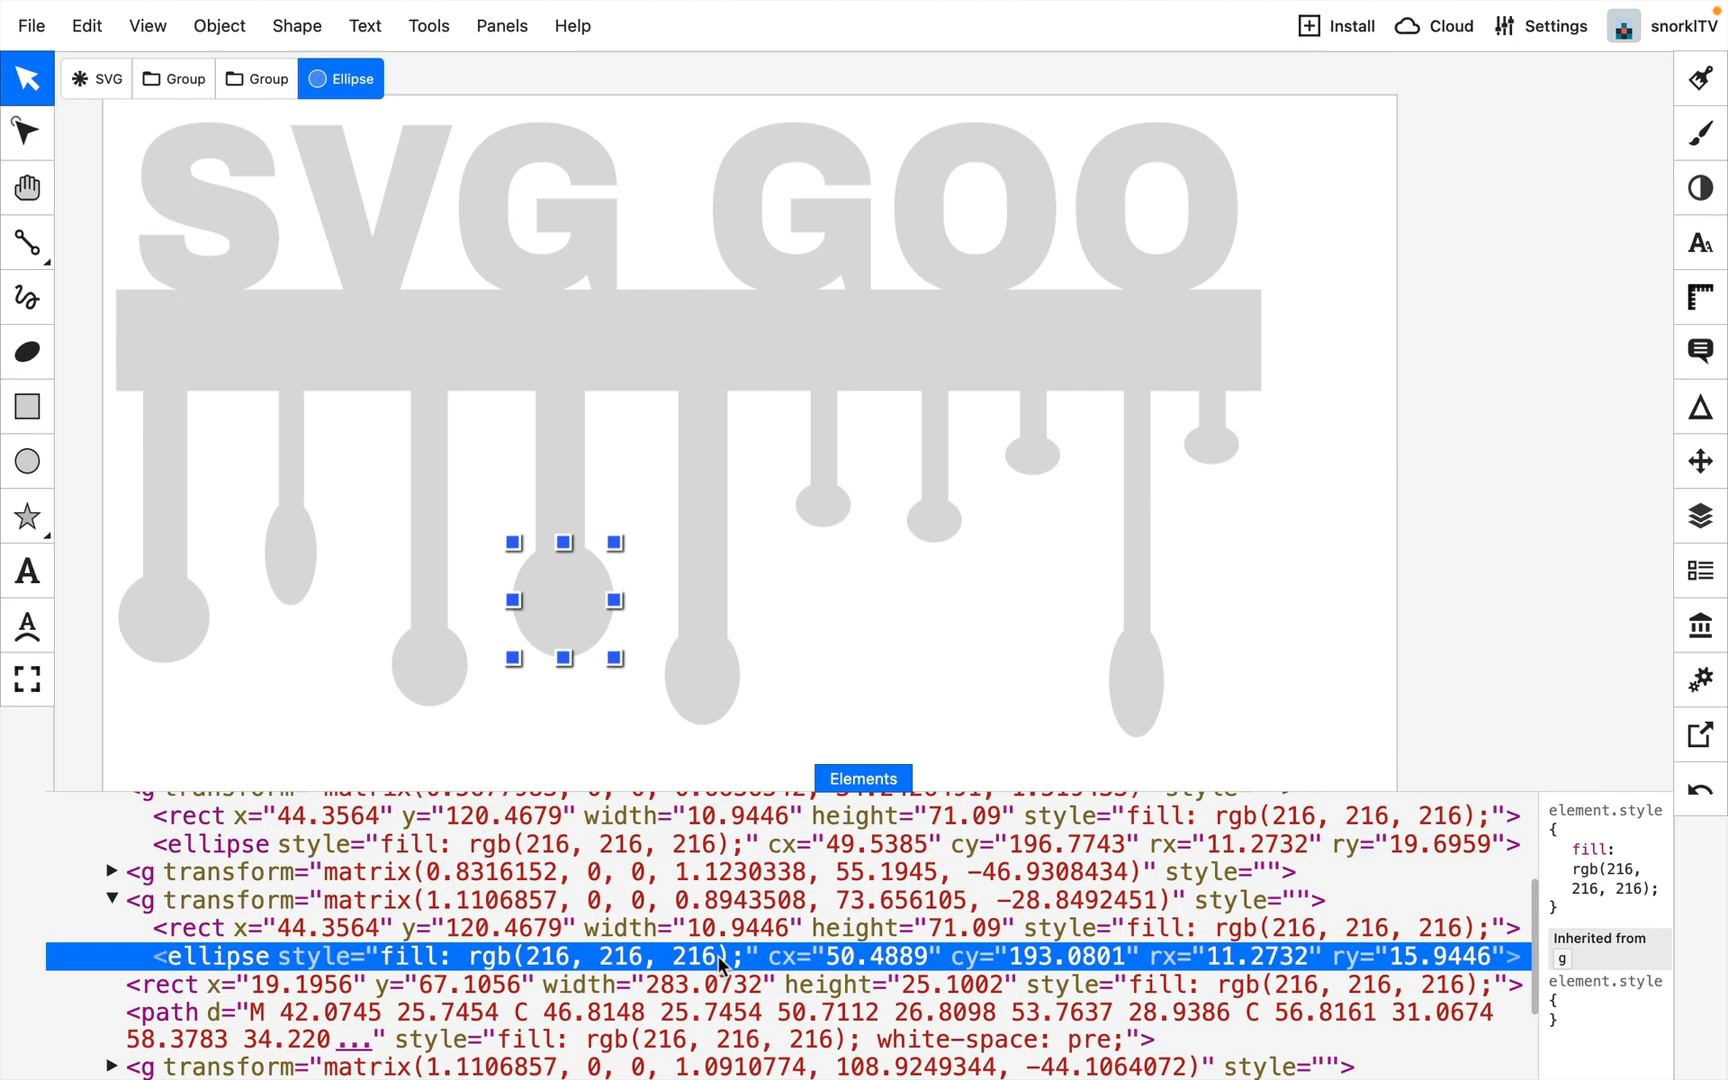 File Edit View Object Shape Text Tools Panels Help Install Cloud Settings snorklTV
SVG Group Group Ellipse
SVG GOO
Elements
<rect x="44.3564" y="120.4679" width="10.9446" height="71.09" style="fill: rgb(216, 216, 216);">
<ellipse style="fill: rgb(216, 216, 216);" cx="49.5385" cy="196.7743" rx="11.2732" ry="19.6959">
<g transform="matrix(0.8316152, 0, 0, 1.1230338, 55.1945, -46.9308434)" style="">
<g transform="matrix(1.1106857, 0, 0, 0.8943508, 73.656105, -28.8492451)" style="">
<rect x="44.3564" y="120.4679" width="10.9446" height="71.09" style="fill: rgb(216, 216, 216);">
<ellipse style="fill: rgb(216, 216, 216);" cx="50.4889" cy="193.0801" rx="11.2732" ry="15.9446">
<rect x="19.1956" y="67.1056" width="283.0732" height="25.1002" style="fill: rgb(216, 216, 216);">
<path d="M 42.0745 25.7454 C 46.8148 25.7454 50.7112 26.8098 53.7637 28.9386 C 56.8161 31.0674
58.3783 34.220..." style="fill: rgb(216, 216, 216); white-space: pre;">
<g transform="matrix(1.1106857, 0, 0, 1.0910774, 108.9249344, -44.1064072)" style="">
element.style
{
fill:
rgb(216,
216, 216);
}
Inherited from
g
element.style
{
}